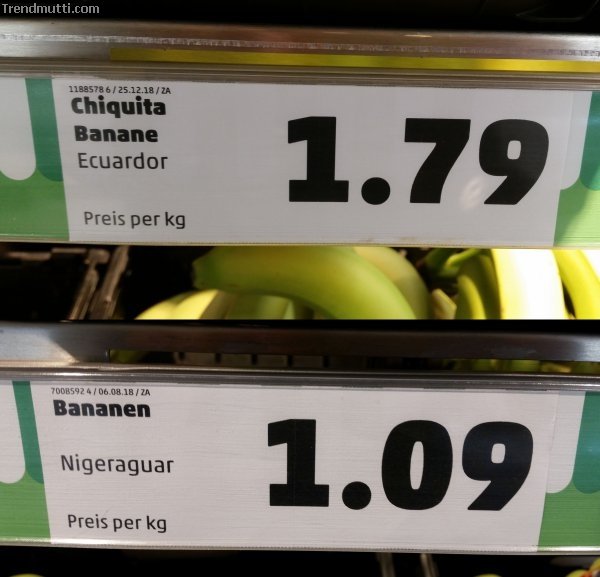 Trendmutti.com
1188578 6 / 25.12.18 / ZA
Chiquita
Banane
Ecuardor
1.79
Preis per kg
7008592 4 / 06.08.18 / ZA
Bananen
Nigeraguar
1.09
Preis per kg